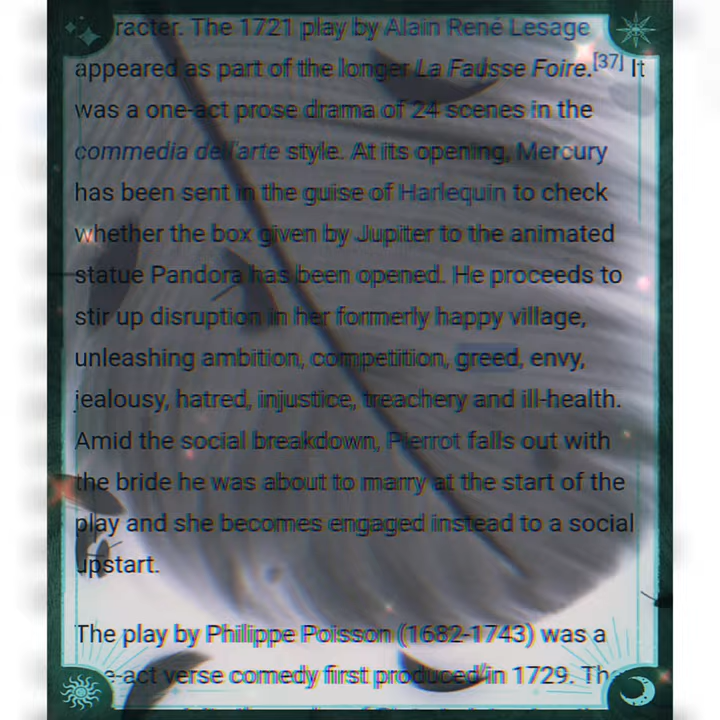 racter. The 1721 play by Alain René Lesage
appeared as part of the longer La Fausse Foire.[37] It
was a one-act prose drama of 24 scenes in the
commedia dell'arte style. At its opening, Mercury
has been sent in the guise of Harlequin to check
whether the box given by Jupiter to the animated
statue Pandora has been opened. He proceeds to
stir up disruption in her formerly happy village,
unleashing ambition, competition, greed, envy,
jealousy, hatred, injustice, treachery and ill-health.
Amid the social breakdown, Pierrot falls out with
the bride he was about to marry at the start of the
play and she becomes engaged instead to a social
upstart.
The play by Philippe Poisson (1682-1743) was a
e-act verse comedy first produced in 1729. Th